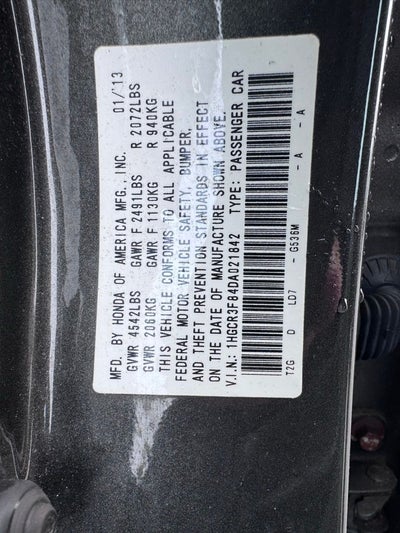 MFD. BY HONDA OF AMERICA MFG., INC. 01/13
GVWR 4542LBS GAWR F 2491LBS R 2072LBS
GVWR 2060KG GAWR F 1130KG R 940KG
THIS VEHICLE CONFORMS TO ALL APPLICABLE
FEDERAL MOTOR VEHICLE SAFETY, BUMPER,
AND THEFT PREVENTION STANDARDS IN EFFECT
ON THE DATE OF MANUFACTURE SHOWN ABOVE.
V.I.N.: 1HGCR3F84DA021842 TYPE: PASSENGER CAR
T2G D LD7 - G536M - A - A